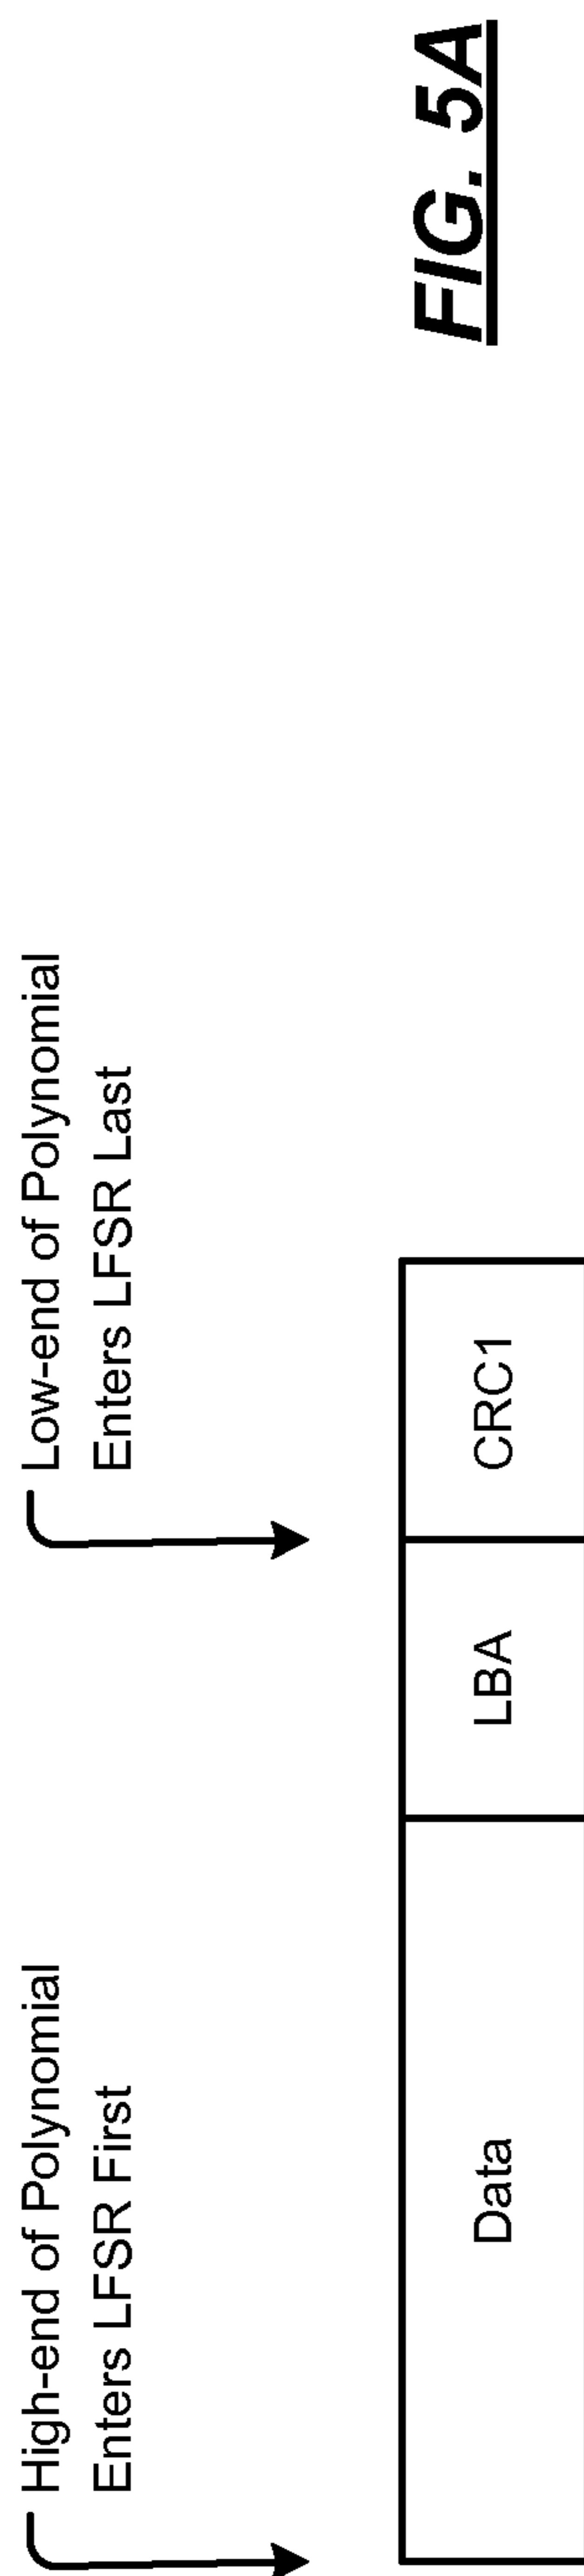 High-end of Polynomial
Enters LFSR First
Low-end of Polynomial
Enters LFSR Last
Data
LBA
CRC1
FIG. 5A